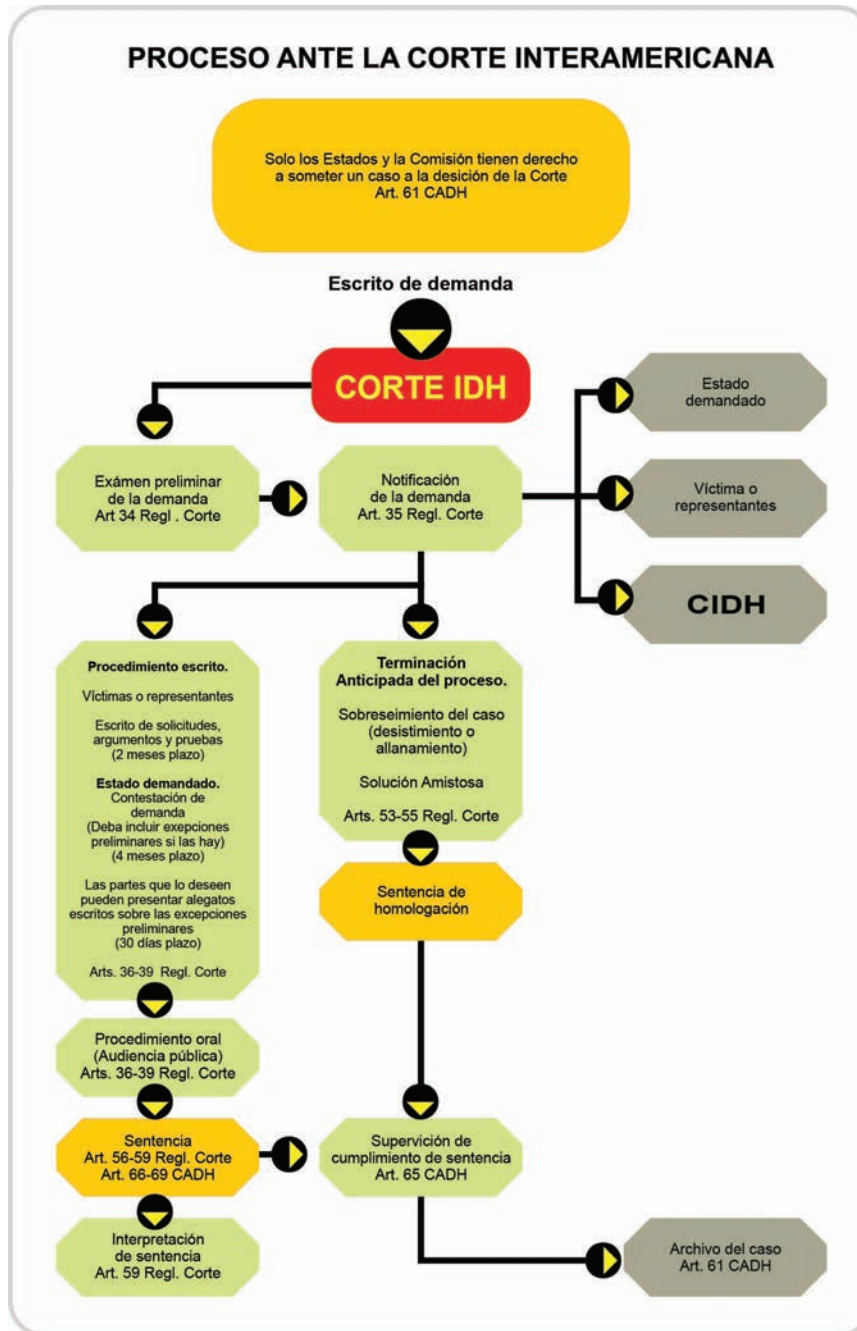 PROCESO ANTE LA CORTE INTERAMERICANA
Solo los Estados y la Comisión tienen derecho
a someter un caso a la desición de la Corte
Art. 61 CADH
Escrito de demanda
CORTE IDH
Estado
demandado
Exámen preliminar
de la demanda
Art 34 Regl . Corte
Notificación
de la demanda
Art. 35 Regl. Corte
Víctima o
representantes
CIDH
Procedimiento escrito.
Víctimas o representantes
Escrito de solicitudes,
argumentos y pruebas
(2 meses plazo)
Estado demandado.
Contestación de
demanda
(Deba incluir exepciones
preliminares si las hay)
(4 meses plazo)
Las partes que lo deseen
pueden presentar alegatos
escritos sobre las excepciones
preliminares
(30 días plazo)
Arts. 36-39 Regl. Corte
Terminación
Anticipada del proceso.
Sobreseimiento del caso
(desistimiento o
allanamiento)
Solución Amistosa
Arts. 53-55 Regl. Corte
Sentencia de
homologación
Procedimiento oral
(Audiencia pública)
Arts. 36-39 Regl. Corte
Sentencia
Art. 56-59 Regl. Corte
Art. 66-69 CADH
Supervición de
cumplimiento de sentencia
Art. 65 CADH
Interpretación
de sentencia
Art. 59 Regl. Corte
Archivo del caso
Art. 61 CADH